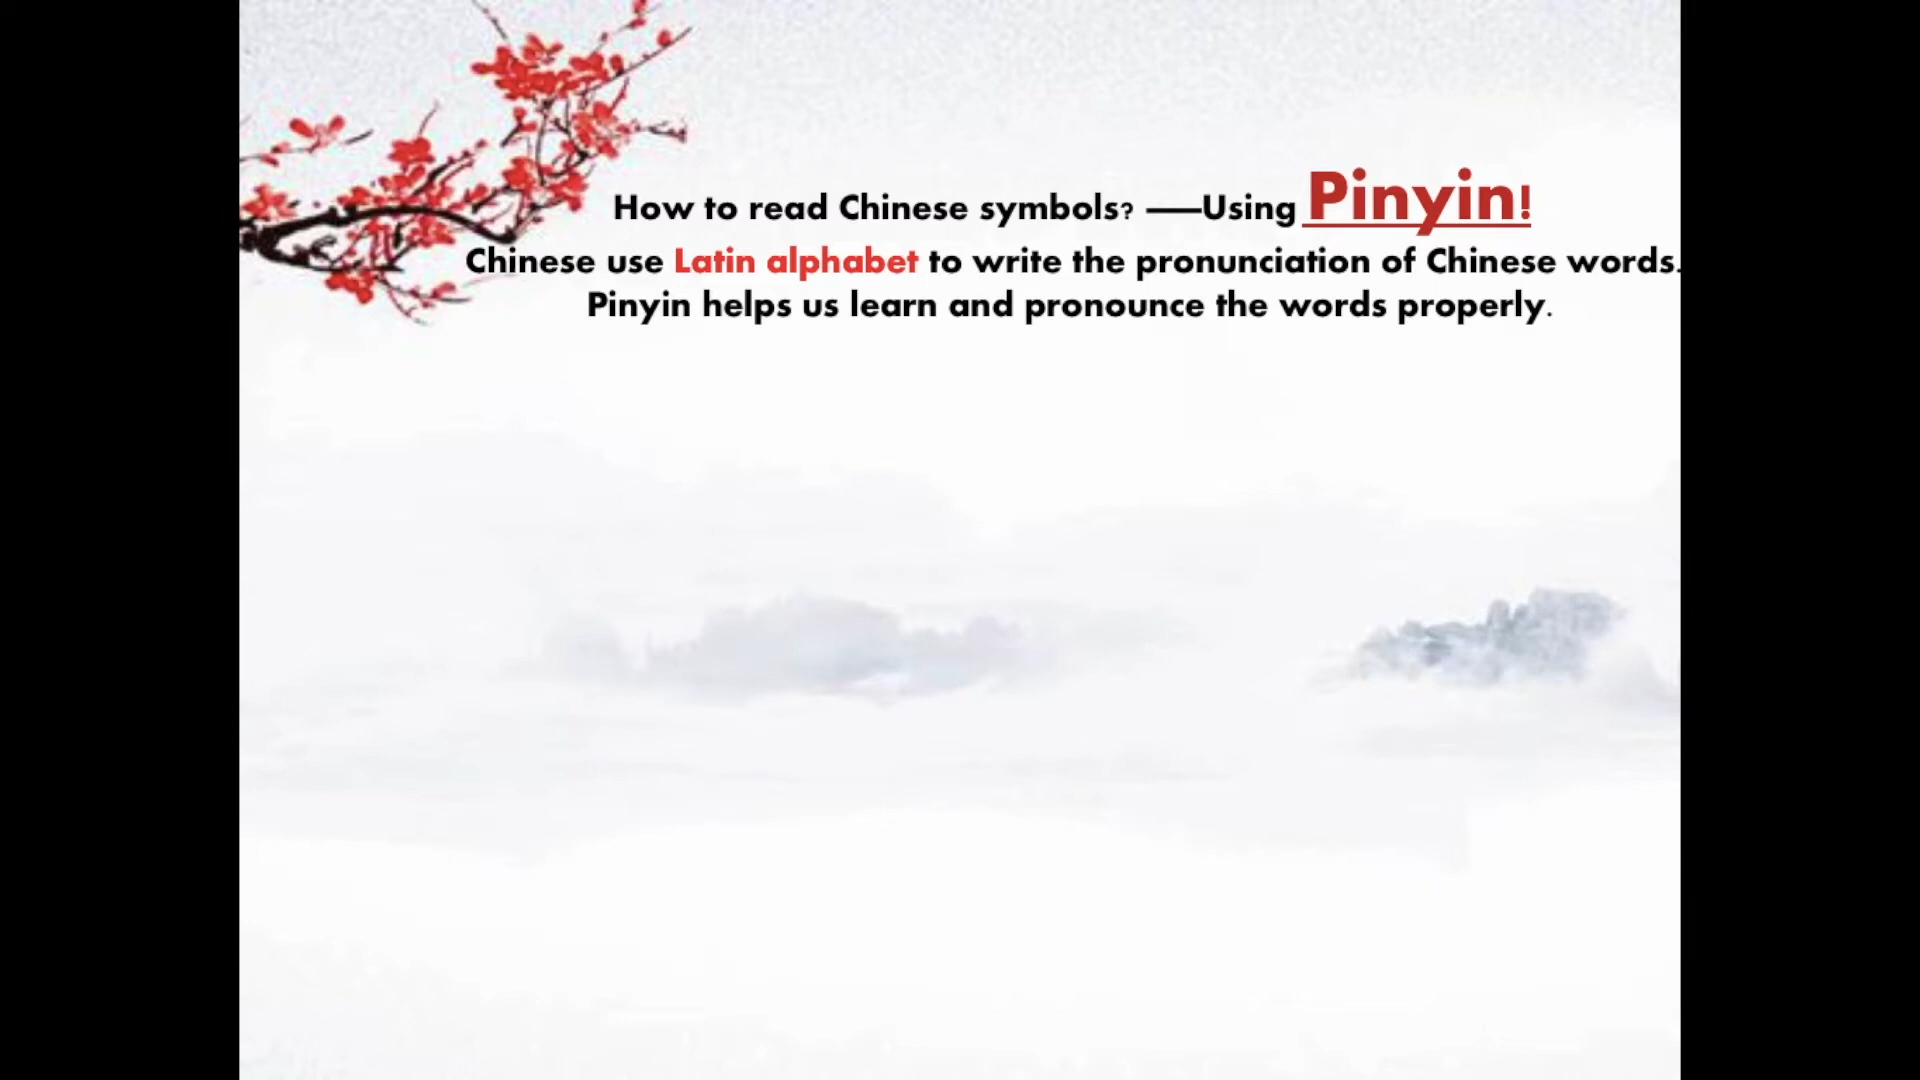 How to read Chinese symbols? ——Using Pinyin!
Chinese use Latin alphabet to write the pronunciation of Chinese words.
Pinyin helps us learn and pronounce the words properly.